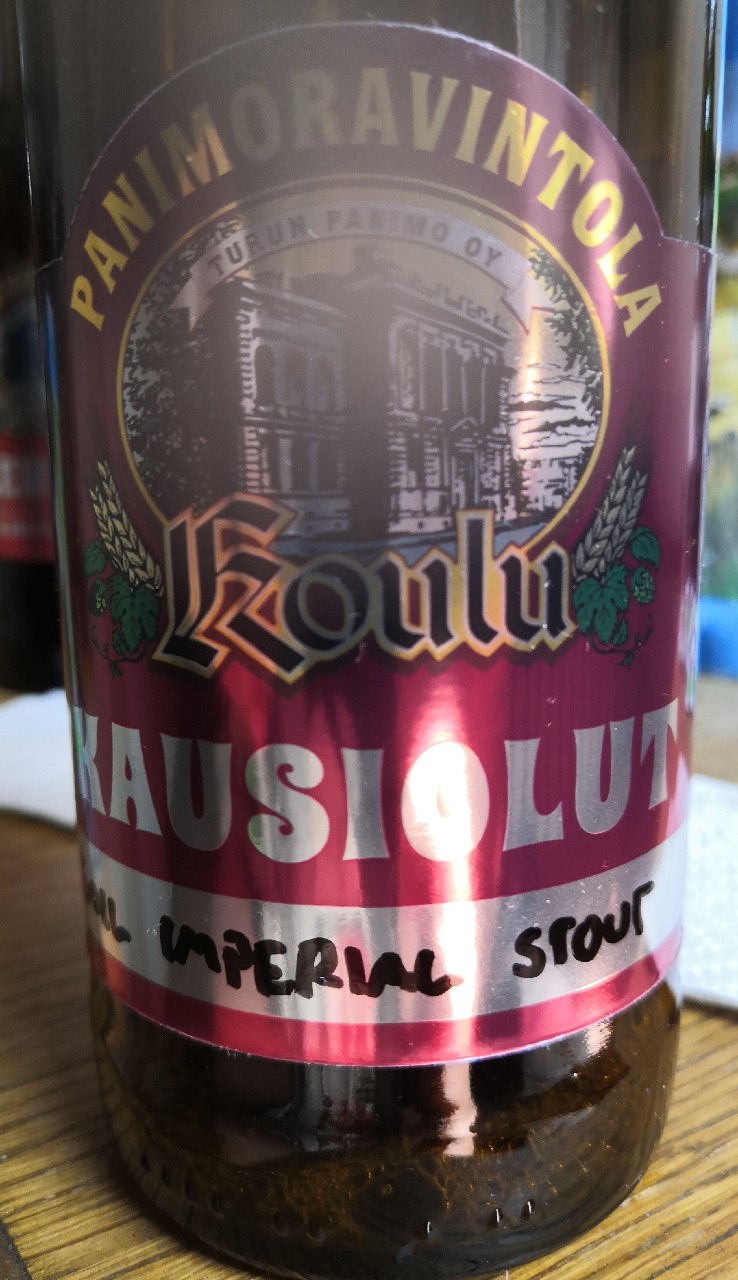 PANIMORAVINTOLA
TURUN PANIMO OY
Koulu
KAUSIOLUT
IMPERIAL STOUT